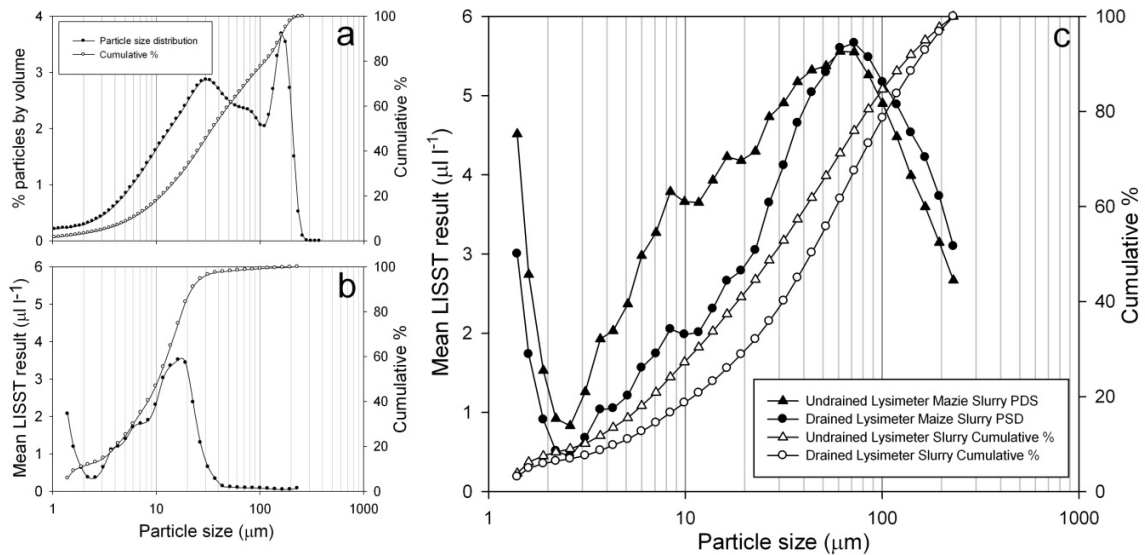 a
Particle size distribution
Cumulative %
4
3
2
1
0
% particles by volume
100
80
60
40
20
0
Cumulative %
1 10 100 1000
b
6
5
4
3
2
1
0
Mean LISST result (µl l-1)
100
80
60
40
20
0
Cumulative %
1 10 100 1000
Particle size (µm)
c
6
5
4
3
2
1
0
Mean LISST result (µl l-1)
100
80
60
40
20
0
Cumulative %
Undrained Lysimeter Mazie Slurry PDS
Drained Lysimeter Maize Slurry PSD
Undrained Lysimeter Slurry Cumulative %
Drained Lysimeter Slurry Cumulative %
1 10 100 1000
Particle size (µm)